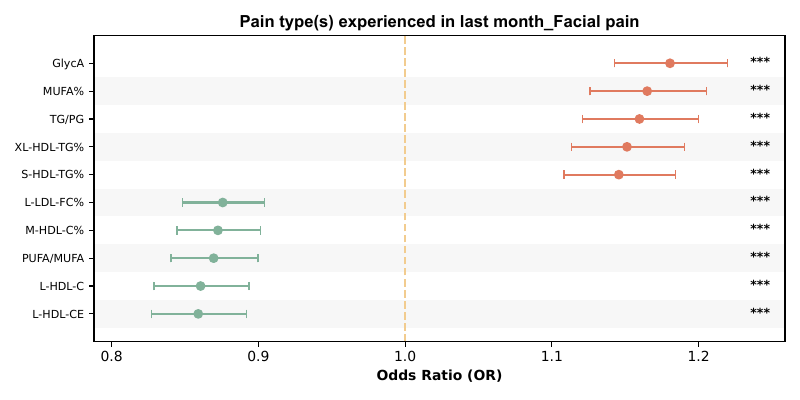 Pain type(s) experienced in last month_Facial pain
GlycA ***
MUFA% ***
TG/PG ***
XL-HDL-TG% ***
S-HDL-TG% ***
L-LDL-FC% ***
M-HDL-C% ***
PUFA/MUFA ***
L-HDL-C ***
L-HDL-CE ***
0.8 0.9 1.0 1.1 1.2
Odds Ratio (OR)